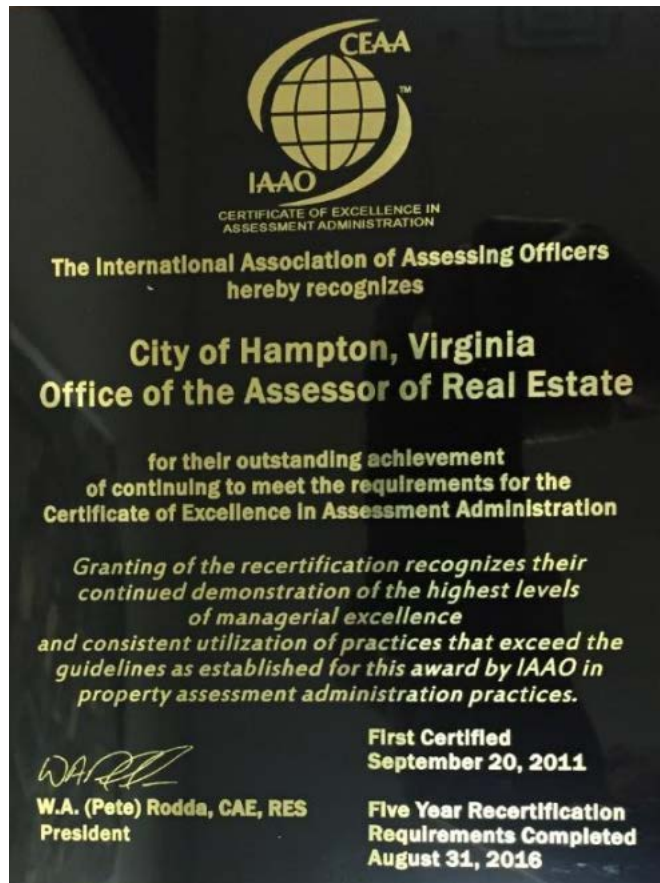 CEAA
TM
IAAO
CERTIFICATE OF EXCELLENCE IN
ASSESSMENT ADMINISTRATION
The International Association of Assessing Officers
hereby recognizes
City of Hampton, Virginia
Office of the Assessor of Real Estate
for their outstanding achievement
of continuing to meet the requirements for the
Certificate of Excellence in Assessment Administration
Granting of the recertification recognizes their
continued demonstration of the highest levels
of managerial excellence
and consistent utilization of practices that exceed the
guidelines as established for this award by IAAO in
property assessment administration practices.
W.A. (Pete) Rodda, CAE, RES
President
First Certified
September 20, 2011
Five Year Recertification
Requirements Completed
August 31, 2016